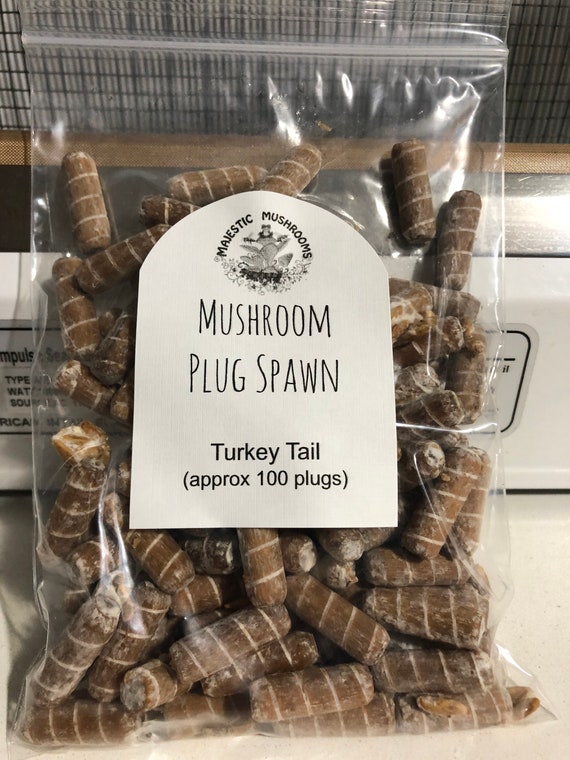 MAJESTIC MUSHROOMS
MUSHROOM
PLUG SPAWN
Turkey Tail
(approx 100 plugs)